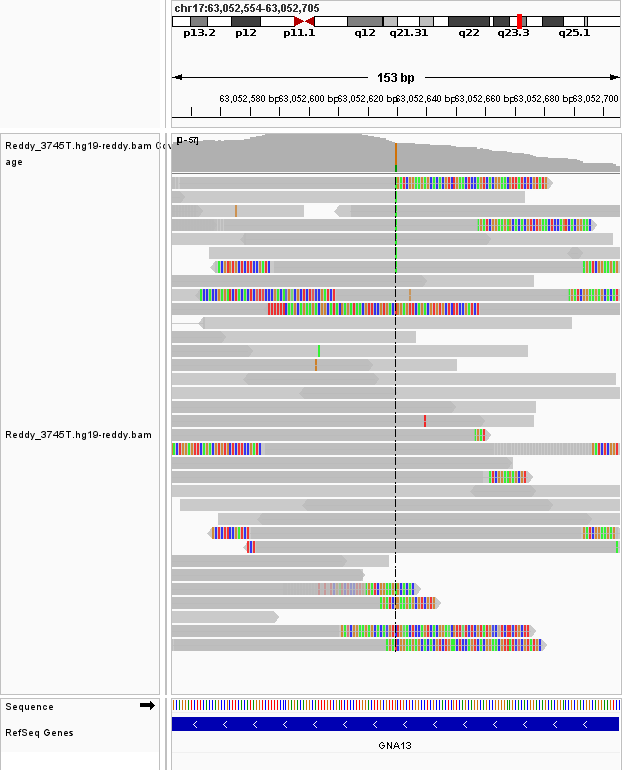 chr17:63,052,554-63,052,705
p13.2 p12 p11.1 q12 q21.31 q22 q23.3 q25.1
153 bp
63,052,580 bp 63,052,600 bp 63,052,620 bp 63,052,640 bp 63,052,660 bp 63,052,680 bp 63,052,700
Reddy_3745T.hg19-reddy.bam Cov
age
[0 - 57]
Reddy_3745T.hg19-reddy.bam
Sequence
RefSeq Genes
GNA13